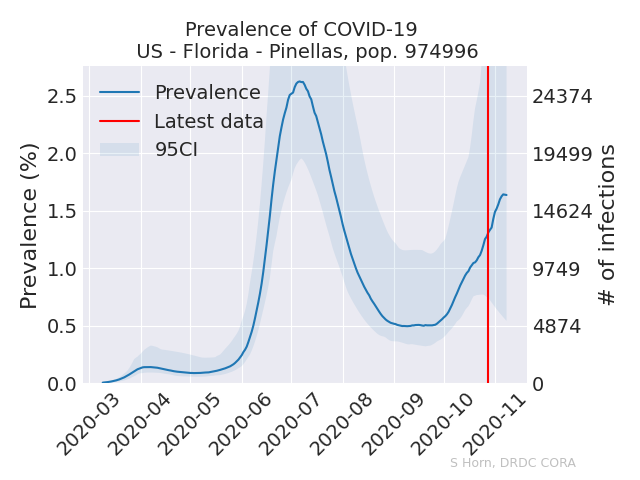 Prevalence of COVID-19
US - Florida - Pinellas, pop. 974996
Prevalence
Latest data
95CI
Prevalence (%)
2.5
2.0
1.5
1.0
0.5
0.0
24374
19499
14624
9749
4874
0
# of infections
2020-03
2020-04
2020-05
2020-06
2020-07
2020-08
2020-09
2020-10
2020-11
S Horn, DRDC CORA